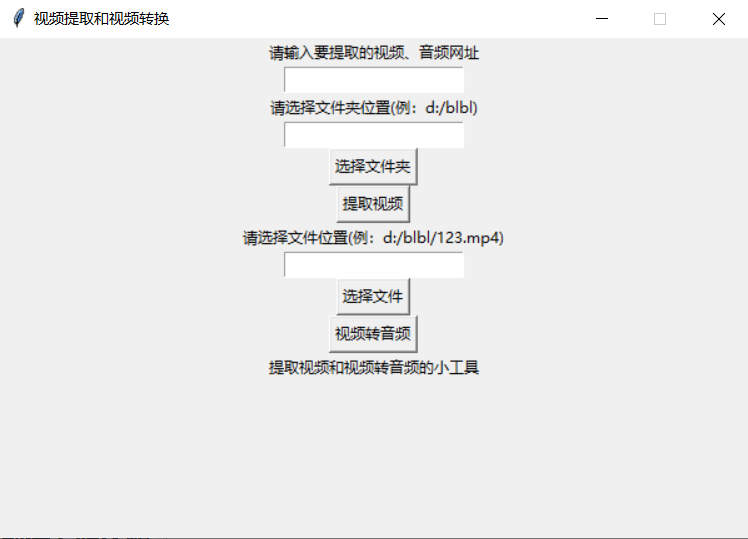 视频提取和视频转换
请输入要提取的视频、音频网址
请选择文件夹位置(例：d:/blbl)
选择文件夹
提取视频
请选择文件位置(例：d:/blbl/123.mp4)
选择文件
视频转音频
提取视频和视频转音频的小工具